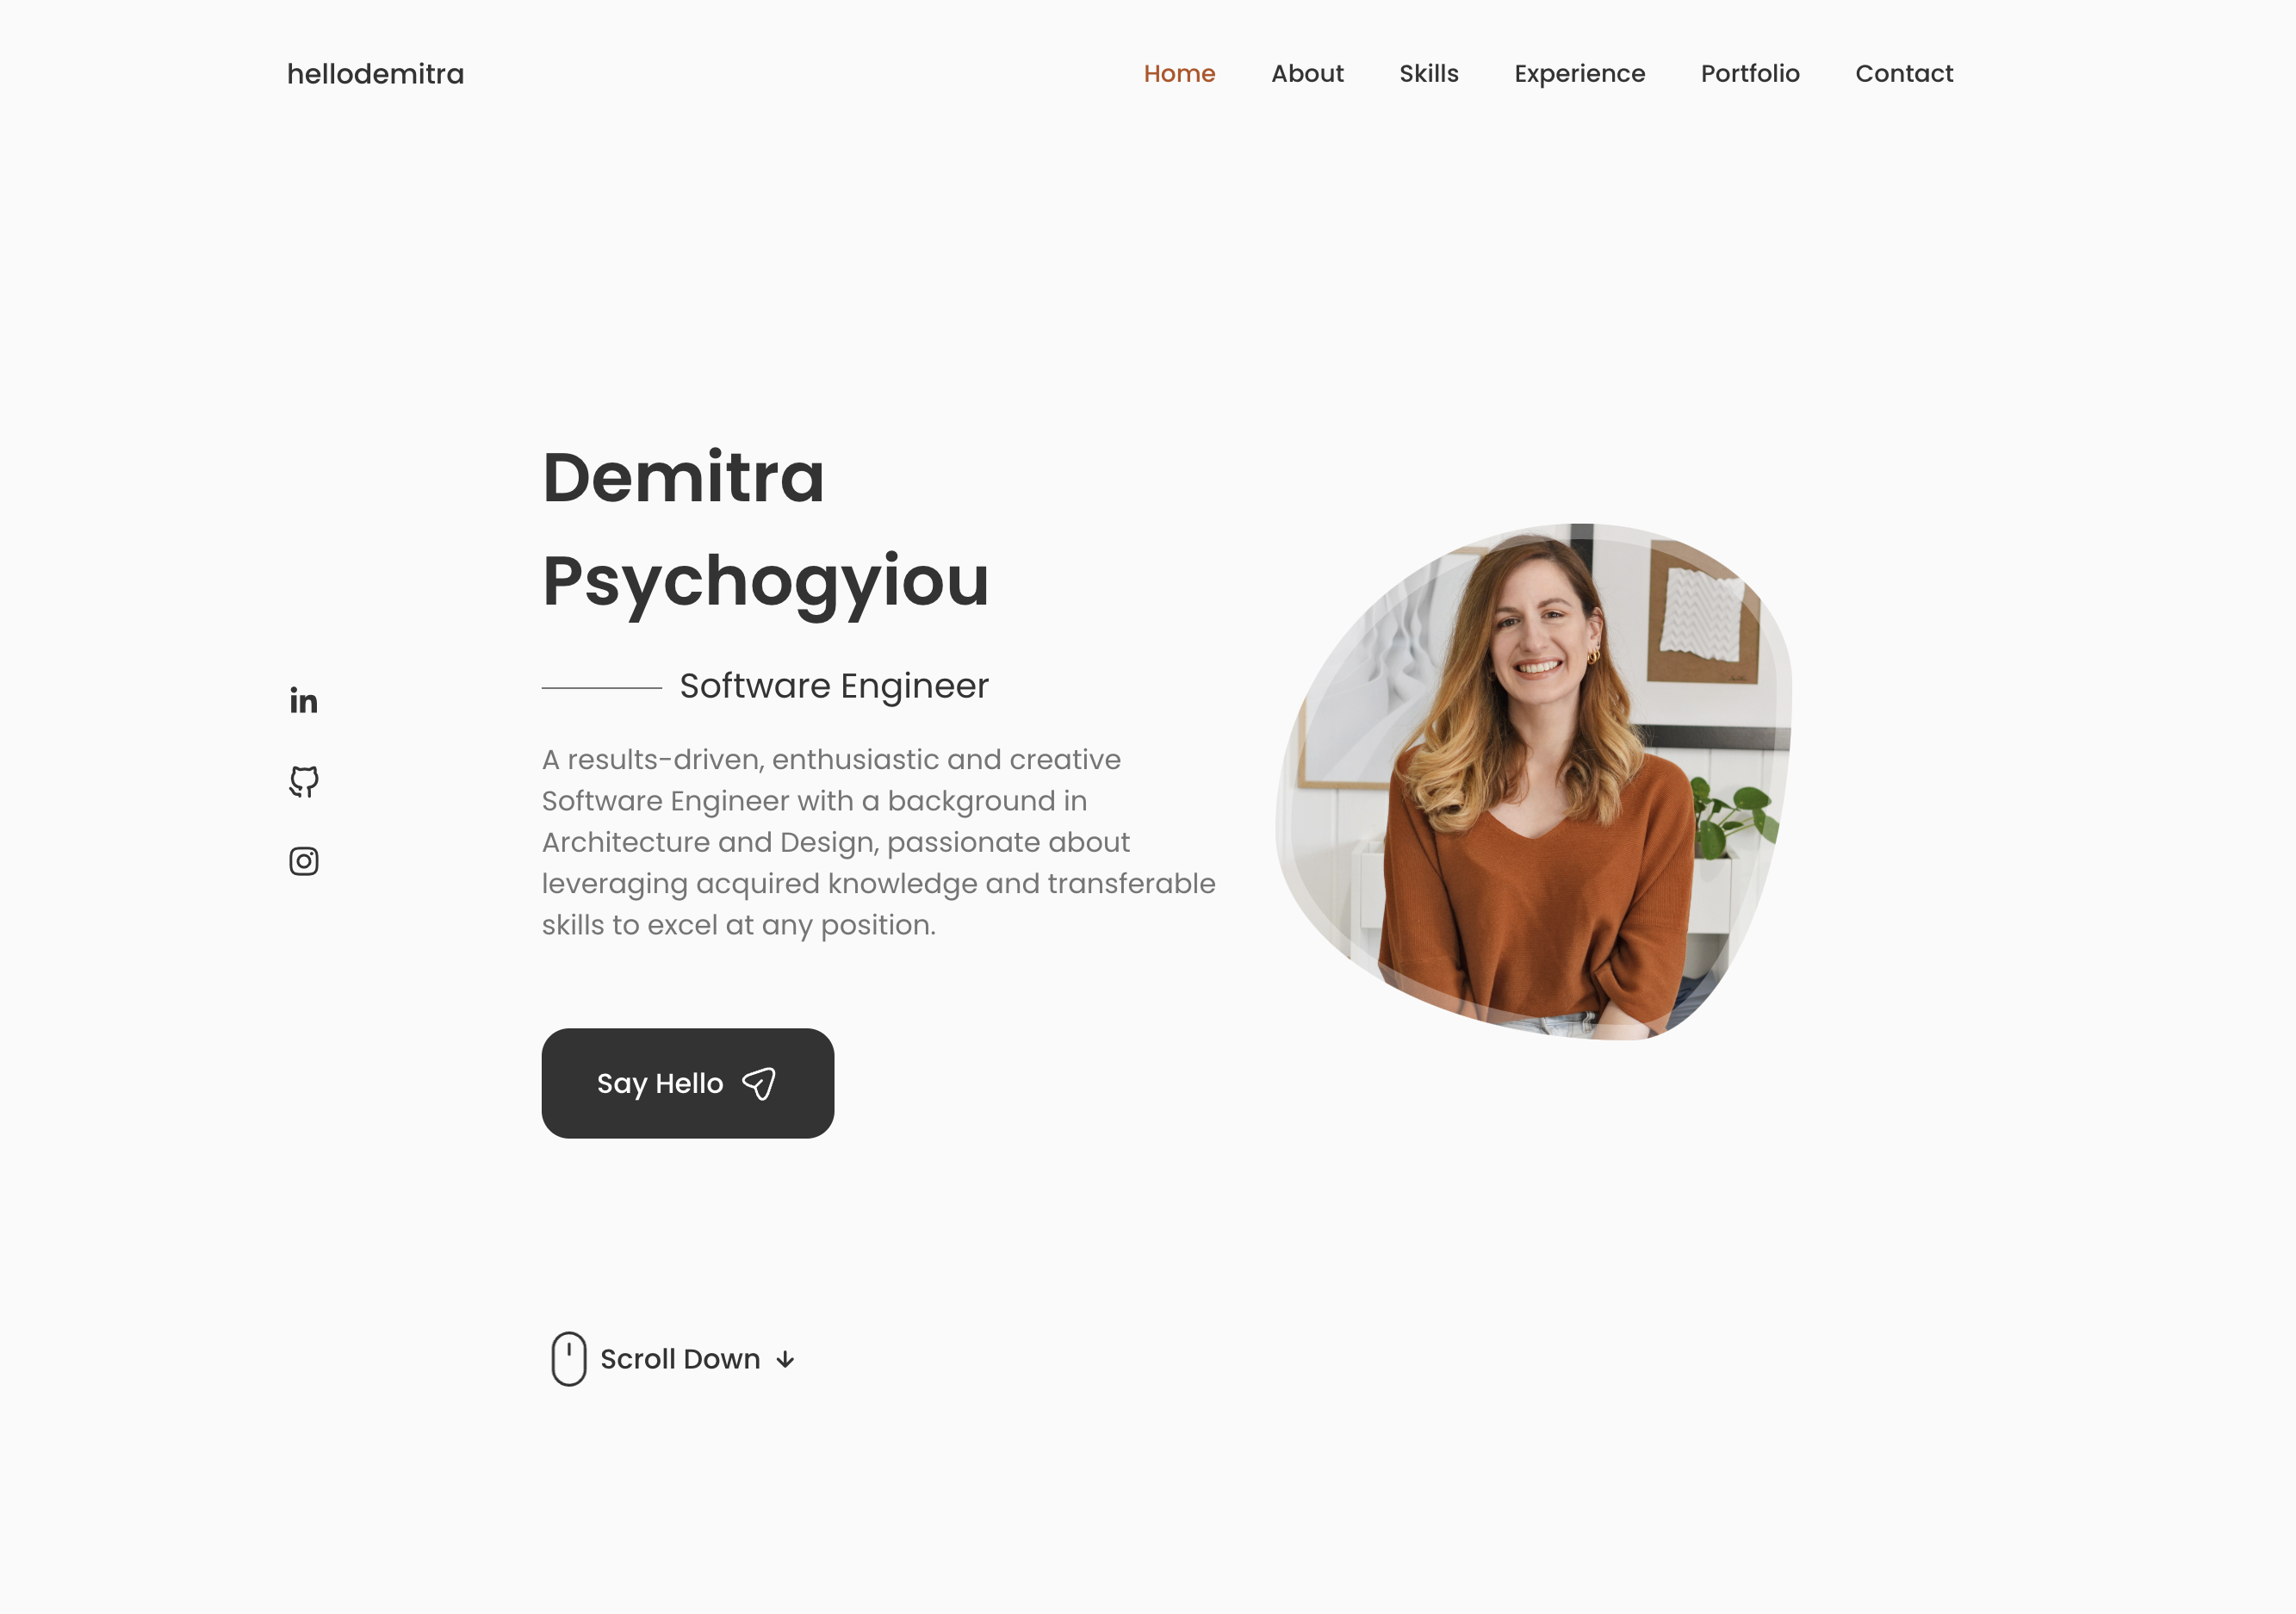 hellodemitra
Home About Skills Experience Portfolio Contact
Demitra
Psychogyiou
Software Engineer
A results-driven, enthusiastic and creative
Software Engineer with a background in
Architecture and Design, passionate about
leveraging acquired knowledge and transferable
skills to excel at any position.
Say Hello
Scroll Down